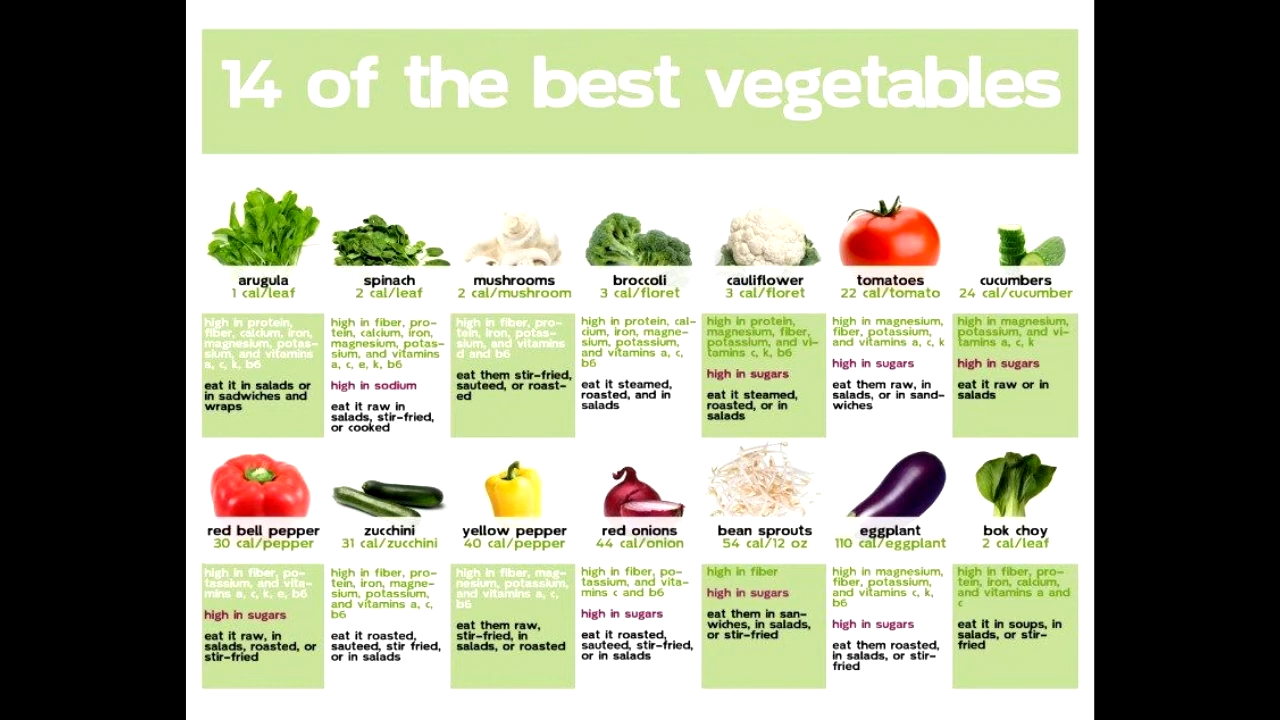 14 of the best vegetables
arugula
1 cal/leaf
high in protein,
fiber, calcium, iron,
magnesium, potas-
sium, and vitamins
a, c, k, b6
eat it in salads or
in sadwiches and
wraps
spinach
2 cal/leaf
high in fiber, pro-
tein, calcium, iron,
magnesium, potas-
sium, and vitamins
a, c, e, k, b6
high in sodium
eat it raw in
salads, stir-fried,
or cooked
mushrooms
2 cal/mushroom
high in fiber, pro-
tein, iron, potas-
sium, and vitamins
d and b6
eat them stir-fried,
sauteed, or roast-
ed
broccoli
3 cal/floret
high in protein, cal-
cium, iron, magne-
sium, potassium,
and vitamins a, c,
b6
eat it steamed,
roasted, and in
salads
cauliflower
3 cal/floret
high in protein,
magnesium, fiber,
potassium, and vi-
tamins c, k, b6
high in sugars
eat it steamed,
roasted, or in
salads
tomatoes
22 cal/tomato
high in magnesium,
fiber, potassium,
and vitamins a, c, k
high in sugars
eat them raw, in
salads, or in sand-
wiches
cucumbers
24 cal/cucumber
high in magnesium,
potassium, and vi-
tamins a, c, k
high in sugars
eat it raw or in
salads
red bell pepper
30 cal/pepper
high in fiber, po-
tassium, and vita-
mins a, c, k, e, b6
high in sugars
eat it raw, in
salads, roasted, or
stir-fried
zucchini
31 cal/zucchini
high in fiber, pro-
tein, iron, magne-
sium, potassium,
and vitamins a, c,
b6
eat it roasted,
sauteed, stir fried,
or in salads
yellow pepper
40 cal/pepper
high in fiber, mag-
nesium, potassium,
and vitamins a, c,
b6
eat them raw,
stir-fried, in
salads, or roasted
red onions
44 cal/onion
high in fiber, po-
tassium, and vita-
mins c and b6
high in sugars
eat it roasted,
sauteed, stir-fried,
or in salads
bean sprouts
54 cal/12 oz
high in fiber
high in sugars
eat them in san-
wiches, in salads,
or stir-fried
eggplant
110 cal/eggplant
high in magnesium,
fiber, potassium,
and vitamins c, k,
b6
high in sugars
eat them roasted,
in salads, or stir-
fried
bok choy
2 cal/leaf
high in fiber, pro-
tein, iron, calcium,
and vitamins a and
c
eat it in soups, in
salads, or stir-
fried